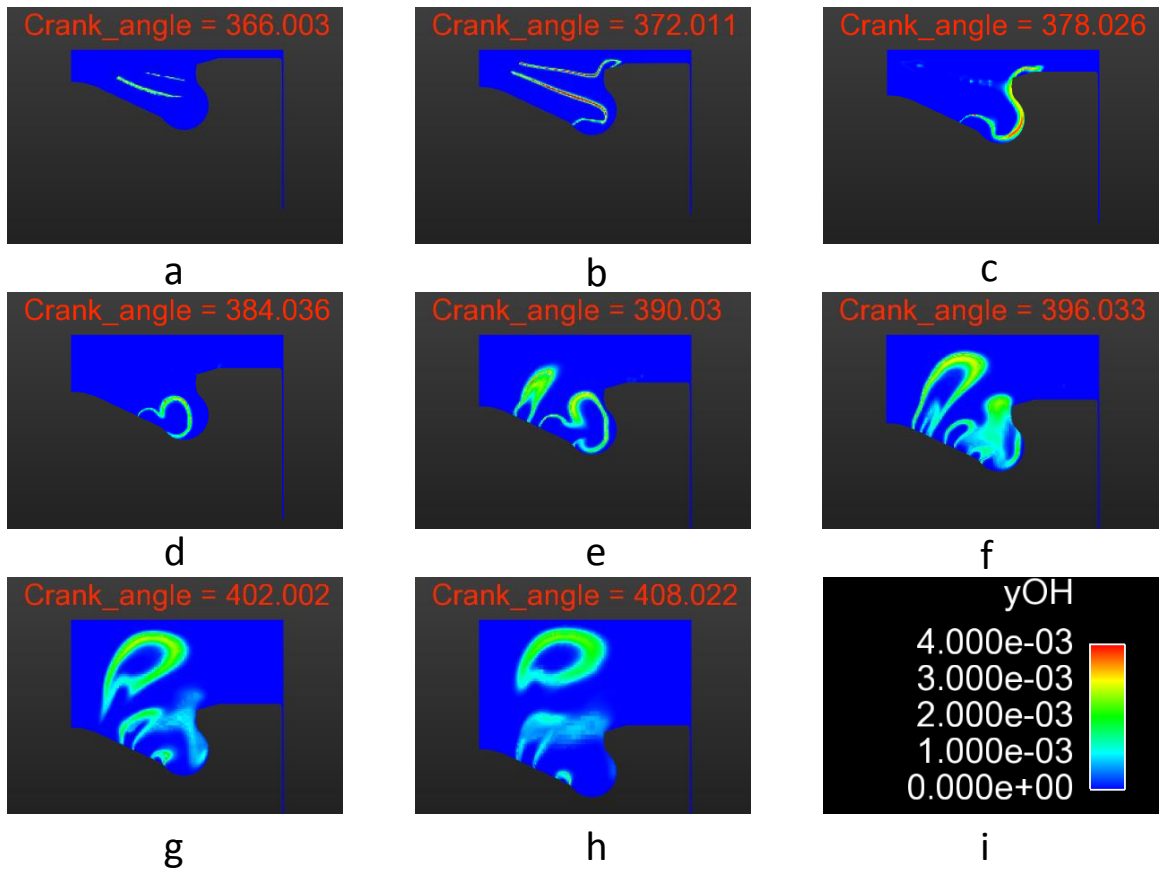 Crank_angle = 366.003
Crank_angle = 372.011
Crank_angle = 378.026
a
b
c
Crank_angle = 384.036
Crank_angle = 390.03
Crank_angle = 396.033
d
e
f
Crank_angle = 402.002
Crank_angle = 408.022
yOH
4.000e-03
3.000e-03
2.000e-03
1.000e-03
0.000e+00
g
h
i